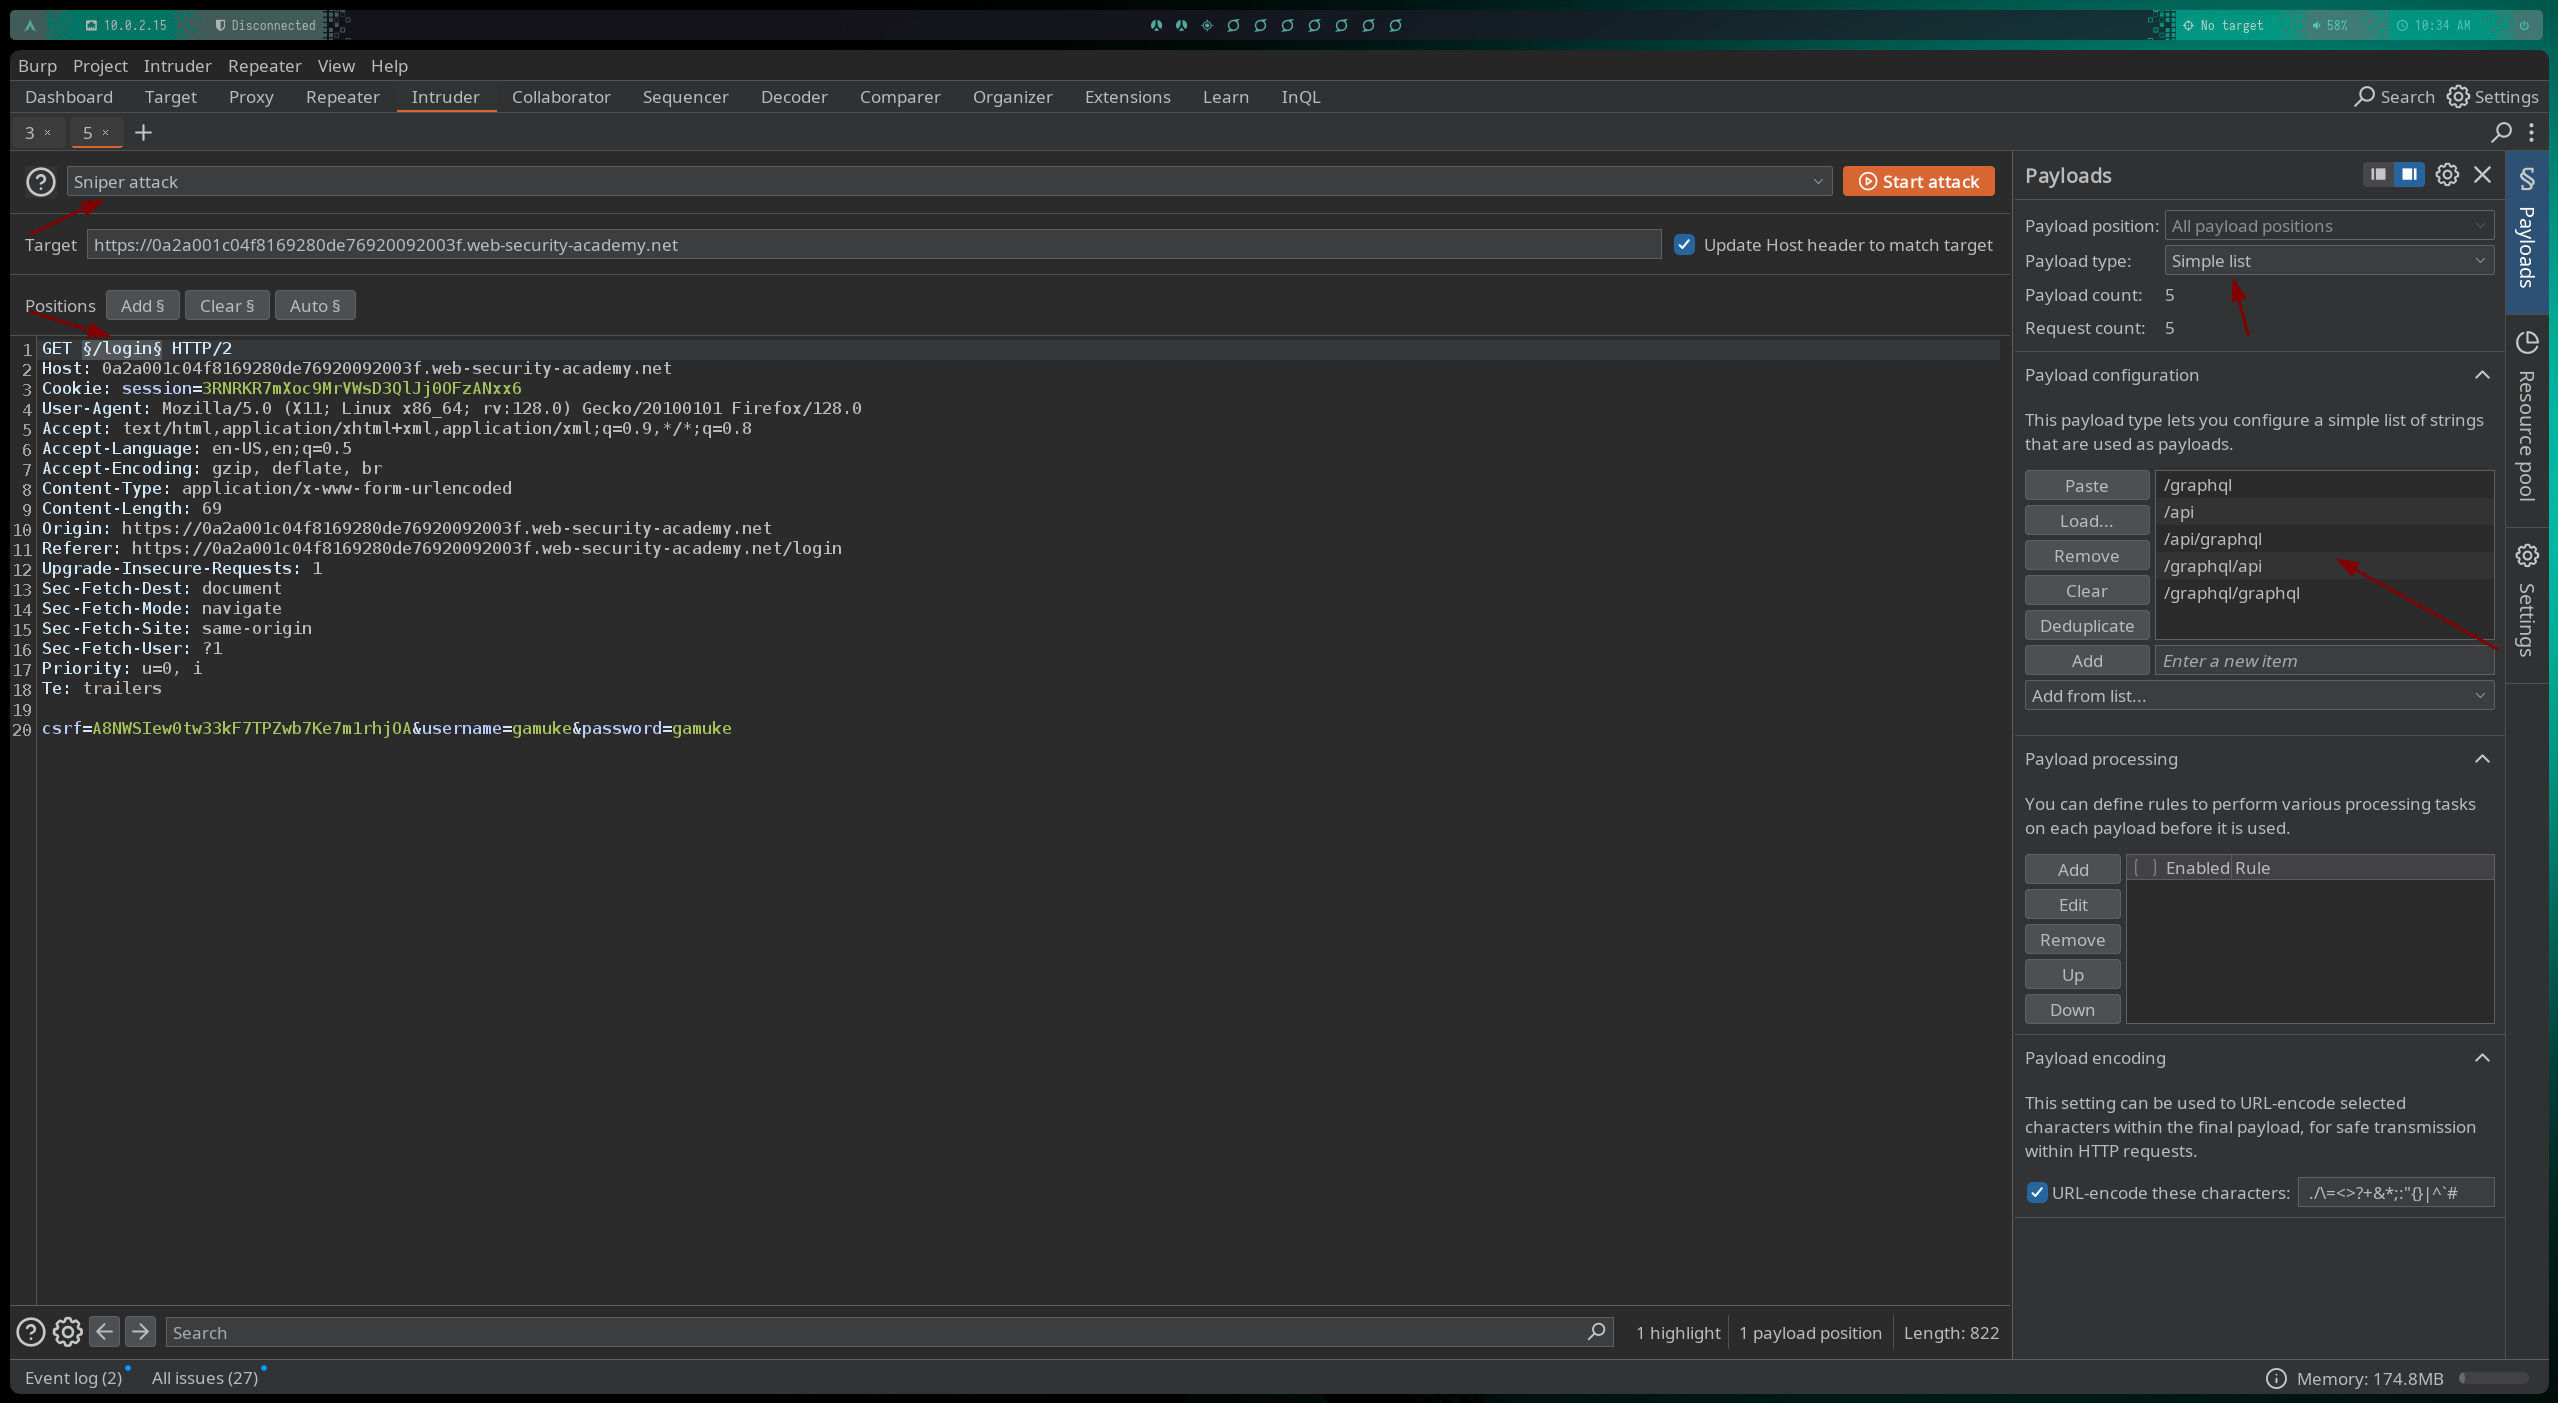 10.0.2.15 Disconnected No target 58% 10:34 AM
Burp Project Intruder Repeater View Help
Dashboard Target Proxy Repeater Intruder Collaborator Sequencer Decoder Comparer Organizer Extensions Learn InQL Search Settings
3 × 5 × +
Sniper attack Start attack
Target https://0a2a001c04f8169280de76920092003f.web-security-academy.net Update Host header to match target
Positions Add § Clear § Auto §
1 GET §/login§ HTTP/2
2 Host: 0a2a001c04f8169280de76920092003f.web-security-academy.net
3 Cookie: session=3RNRKR7mXoc9MrVWsD3QlJj0OFzANxx6
4 User-Agent: Mozilla/5.0 (X11; Linux x86_64; rv:128.0) Gecko/20100101 Firefox/128.0
5 Accept: text/html,application/xhtml+xml,application/xml;q=0.9,*/*;q=0.8
6 Accept-Language: en-US,en;q=0.5
7 Accept-Encoding: gzip, deflate, br
8 Content-Type: application/x-www-form-urlencoded
9 Content-Length: 69
10 Origin: https://0a2a001c04f8169280de76920092003f.web-security-academy.net
11 Referer: https://0a2a001c04f8169280de76920092003f.web-security-academy.net/login
12 Upgrade-Insecure-Requests: 1
13 Sec-Fetch-Dest: document
14 Sec-Fetch-Mode: navigate
15 Sec-Fetch-Site: same-origin
16 Sec-Fetch-User: ?1
17 Priority: u=0, i
18 Te: trailers
19
20 csrf=A8NWSIew0tw33kF7TPZwb7Ke7m1rhjOA&username=gamuke&password=gamuke
Search 1 highlight 1 payload position Length: 822
Payloads
Payload position: All payload positions
Payload type: Simple list
Payload count: 5
Request count: 5
Payload configuration
This payload type lets you configure a simple list of strings
that are used as payloads.
Paste
Load...
Remove
Clear
Deduplicate
/graphql
/api
/api/graphql
/graphql/api
/graphql/graphql
Add Enter a new item
Add from list...
Payload processing
You can define rules to perform various processing tasks
on each payload before it is used.
Add
Edit
Remove
Up
Down
Enabled Rule
Payload encoding
This setting can be used to URL-encode selected
characters within the final payload, for safe transmission
within HTTP requests.
URL-encode these characters: ./\=<>?+&*;:"{}|^`#
§ Payloads
Resource pool
Settings
Event log (2) All issues (27) Memory: 174.8MB